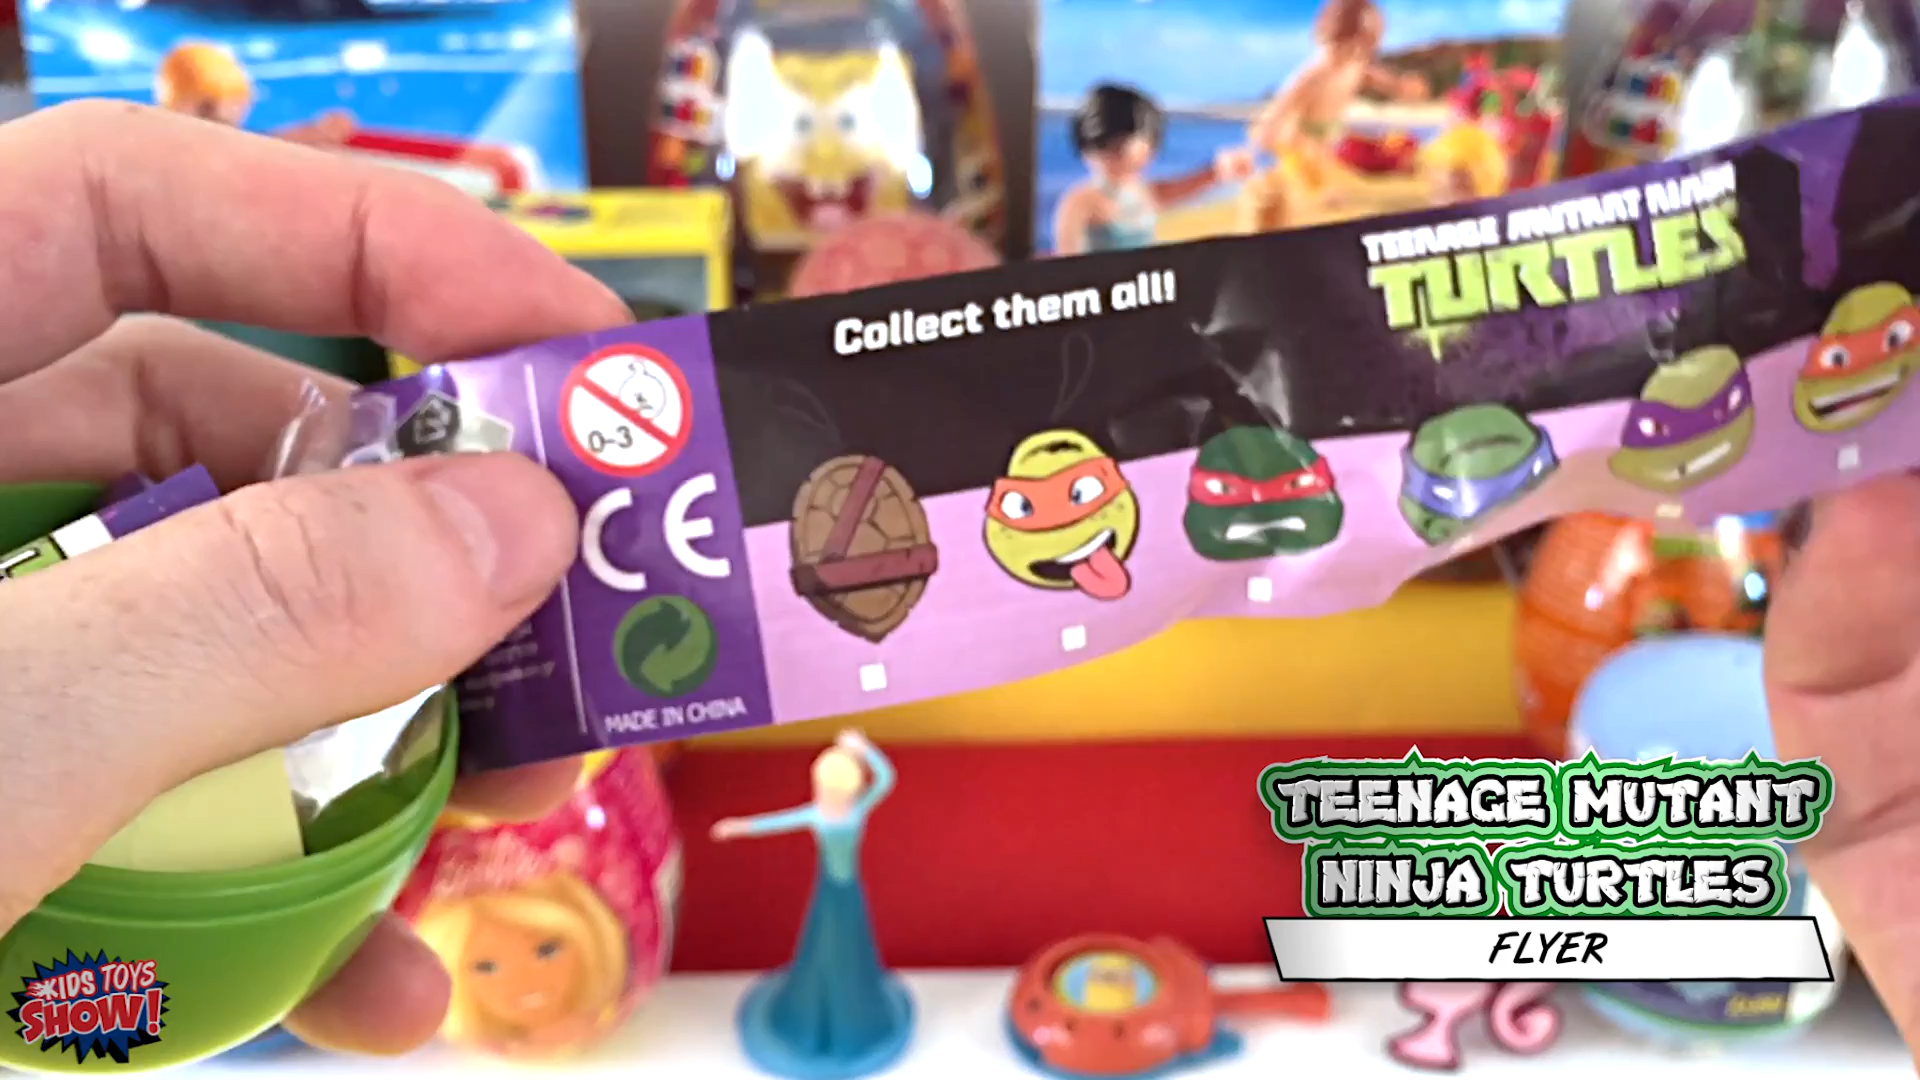 Collect them all!
TEENAGE MUTANT NINJA
TURTLES
0-3
CE
MADE IN CHINA
TEENAGE MUTANT
NINJA TURTLES
FLYER
KIDS TOYS
SHOW!